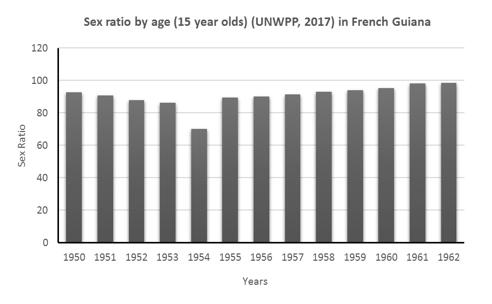 Sex ratio by age (15 year olds) (UNWPP, 2017) in French Guiana
120
100
80
60
40
20
0
Sex Ratio
1950 1951 1952 1953 1954 1955 1956 1957 1958 1959 1960 1961 1962
Years